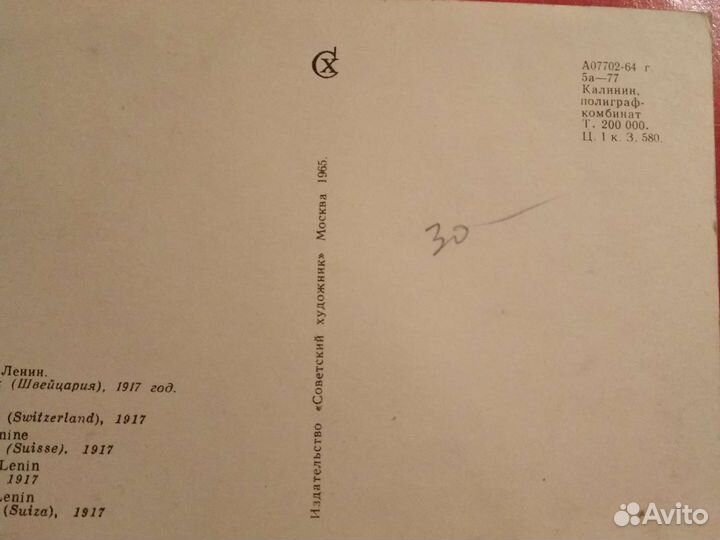 СХ
А07702-64 г.
5а—77
Калинин,
полиграф-
комбинат
Т. 200 000.
Ц. 1 к. З. 580.
Издательство «Советский художник» Москва 1965.
30
Ленин.
(Швейцария), 1917 год.
(Switzerland), 1917
nine
(Suisse). 1917
Lenin
1917
Lenin
(Suiza), 1917
Avito